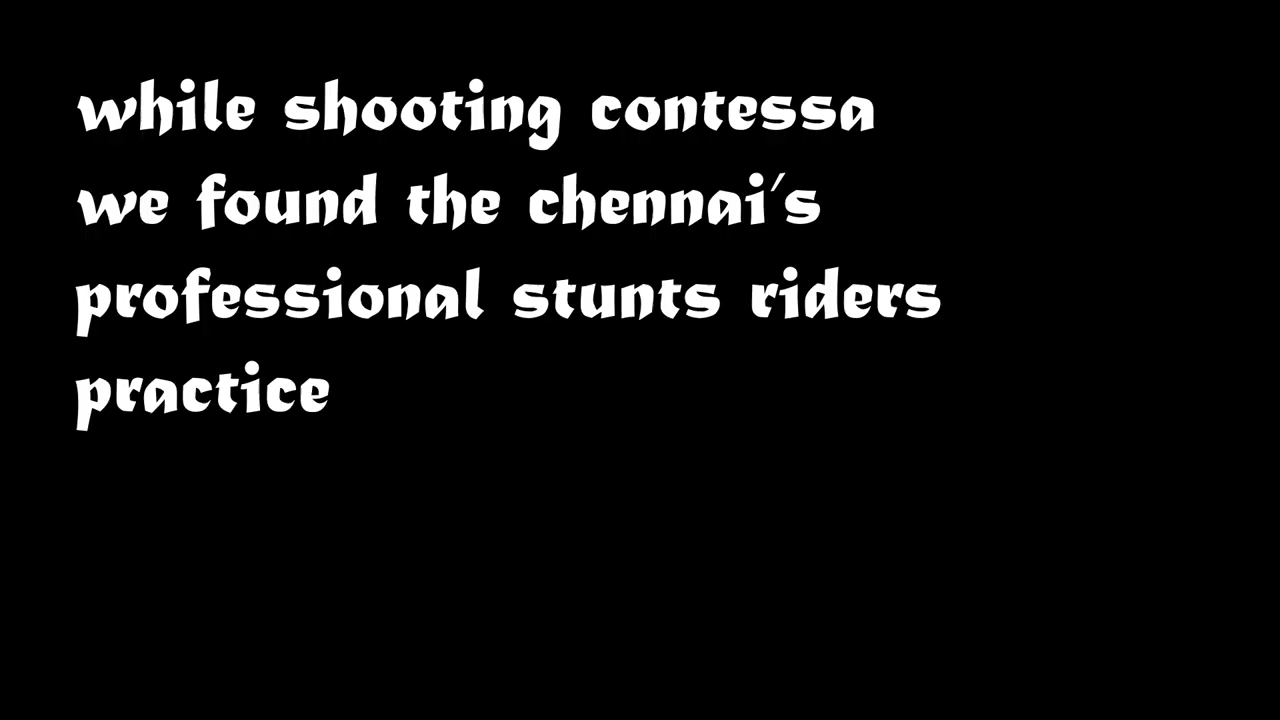 while shooting contessa
we found the chennai's
professional stunts riders
practice